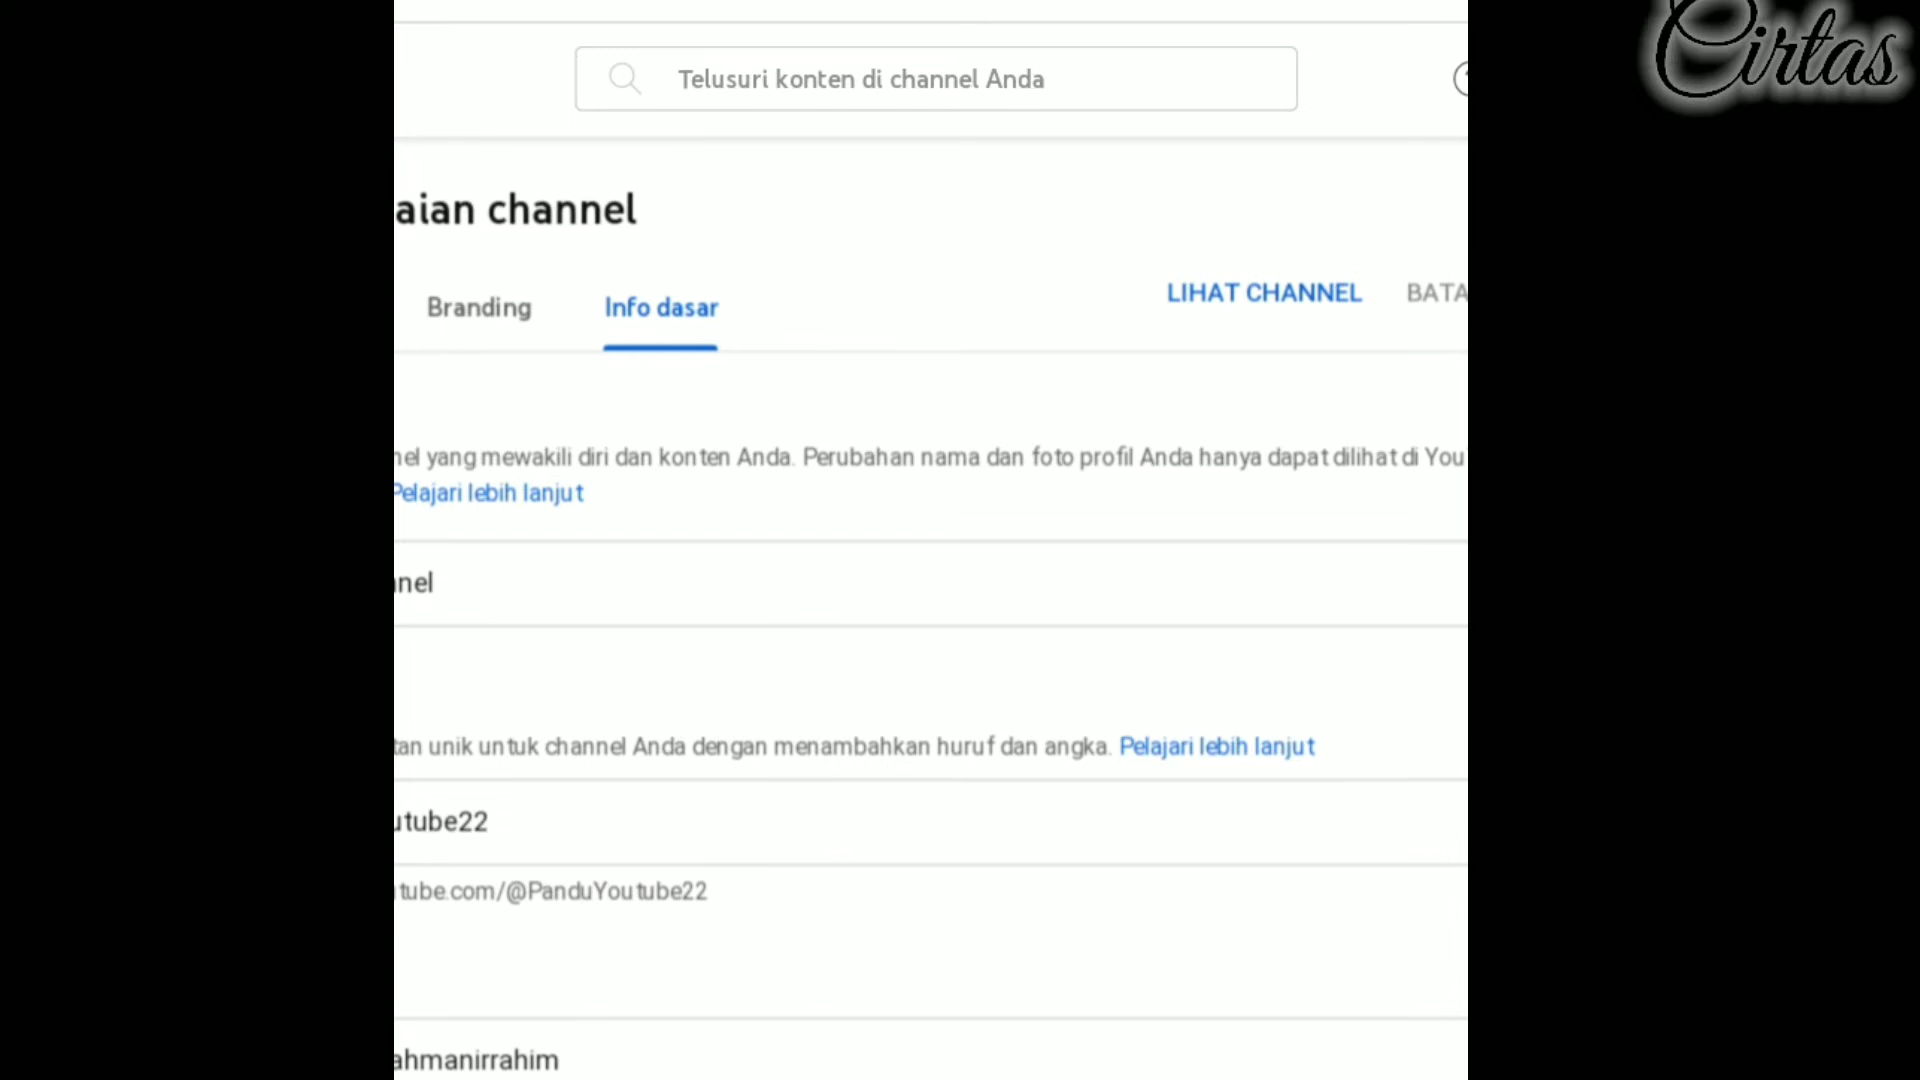 Cirtas
Telusuri konten di channel Anda
aian channel
Branding
Info dasar
LIHAT CHANNEL
BATA
nel yang mewakili diri dan konten Anda. Perubahan nama dan foto profil Anda hanya dapat dilihat di You
Pelajari lebih lanjut
nel
tan unik untuk channel Anda dengan menambahkan huruf dan angka. Pelajari lebih lanjut
utube22
tube.com/@PanduYoutube22
ahmanirrahim